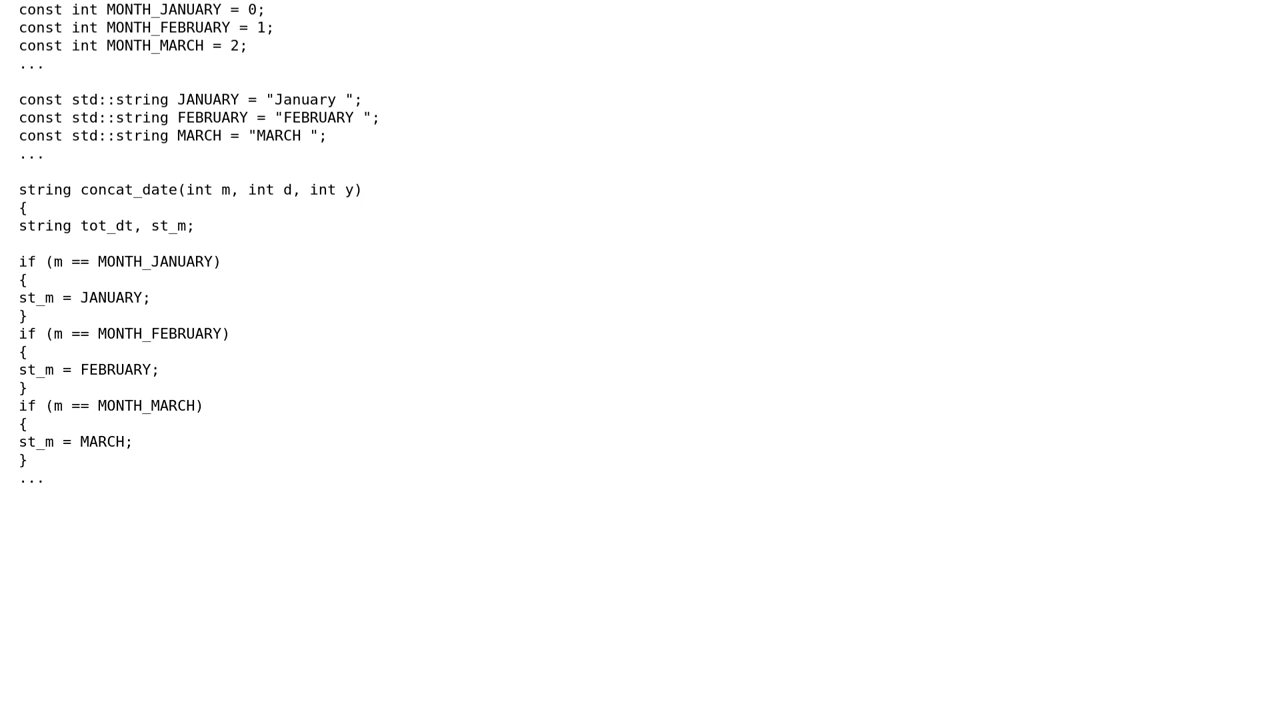 const int MONTH_JANUARY = 0;
const int MONTH_FEBRUARY = 1;
const int MONTH_MARCH = 2;
...
const std::string JANUARY = "January ";
const std::string FEBRUARY = "FEBRUARY ";
const std::string MARCH = "MARCH ";
...
string concat_date(int m, int d, int y)
{
string tot_dt, st_m;
if (m == MONTH_JANUARY)
{
st_m = JANUARY;
}
if (m == MONTH_FEBRUARY)
{
st_m = FEBRUARY;
}
if (m == MONTH_MARCH)
{
st_m = MARCH;
}
...